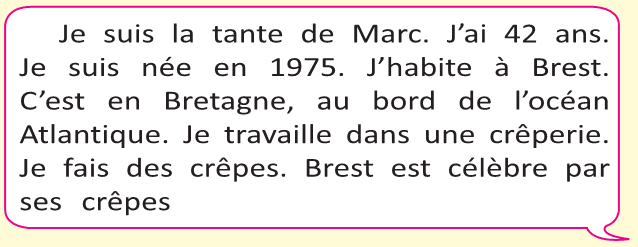 Je suis la tante de Marc. J’ai 42 ans.
Je suis née en 1975. J’habite à Brest.
C’est en Bretagne, au bord de l’océan
Atlantique. Je travaille dans une crêperie.
Je fais des crêpes. Brest est célèbre par
ses crêpes